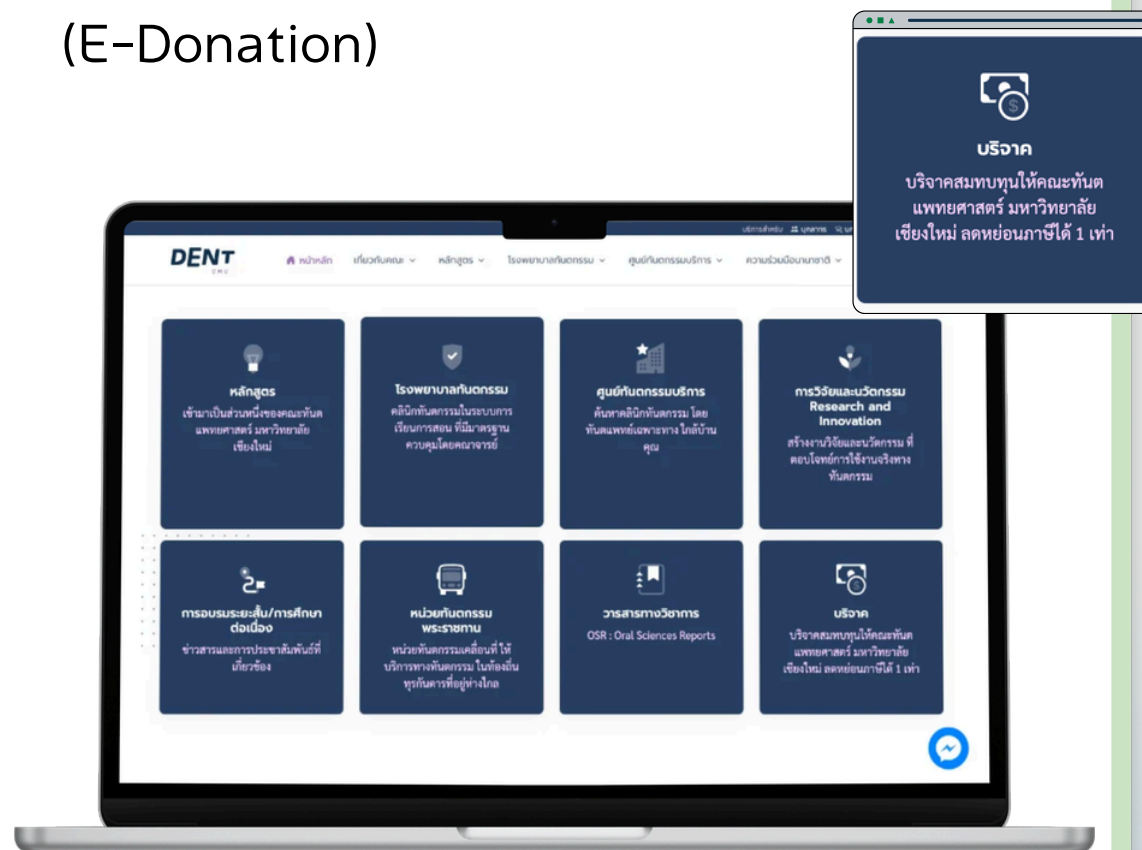 (E-Donation)
บริจาค
บริจาคสมทบทุนให้คณะทันต
แพทยศาสตร์ มหาวิทยาลัย
เชียงใหม่ ลดหย่อนภาษีได้ 1 เท่า
บริการสำหรับ บุคลากร
DENT
CMU
หน้าหลัก
เกี่ยวกับคณะ
หลักสูตร
โรงพยาบาลทันตกรรม
ศูนย์ทันตกรรมบริการ
ความร่วมมือนานาชาติ
หลักสูตร
เข้ามาเป็นส่วนหนึ่งของคณะทันต
แพทยศาสตร์ มหาวิทยาลัย
เชียงใหม่
โรงพยาบาลทันตกรรม
คลินิกทันตกรรมในระบบการ
เรียนการสอน ที่มีมาตรฐาน
ควบคุมโดยคณาจารย์
ศูนย์ทันตกรรมบริการ
ค้นหาคลินิกทันตกรรม โดย
ทันตแพทย์เฉพาะทาง ใกล้บ้าน
คุณ
การวิจัยและนวัตกรรม
Research and
Innovation
สร้างงานวิจัยและนวัตกรรม ที่
ตอบโจทย์การใช้งานจริงทาง
ทันตกรรม
การอบรมระยะสั้น/การศึกษา
ต่อเนื่อง
ข่าวสารและการประชาสัมพันธ์ที่
เกี่ยวข้อง
หน่วยทันตกรรม
พระราชทาน
หน่วยทันตกรรมเคลื่อนที่ ให้
บริการทางทันตกรรม ในท้องถิ่น
ทุรกันดารที่อยู่ห่างไกล
วารสารทางวิชาการ
OSR : Oral Sciences Reports
บริจาค
บริจาคสมทบทุนให้คณะทันต
แพทยศาสตร์ มหาวิทยาลัย
เชียงใหม่ ลดหย่อนภาษีได้ 1 เท่า